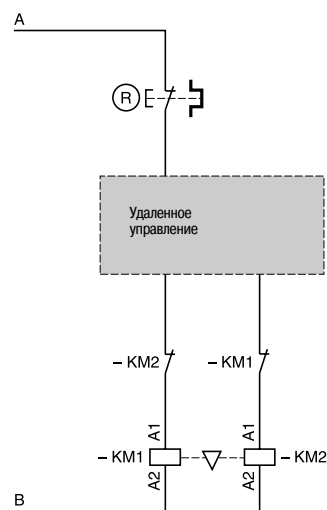 A
R
Удаленное
управление
– KM2
– KM1
A1
A1
– KM1
– KM2
A2
A2
B